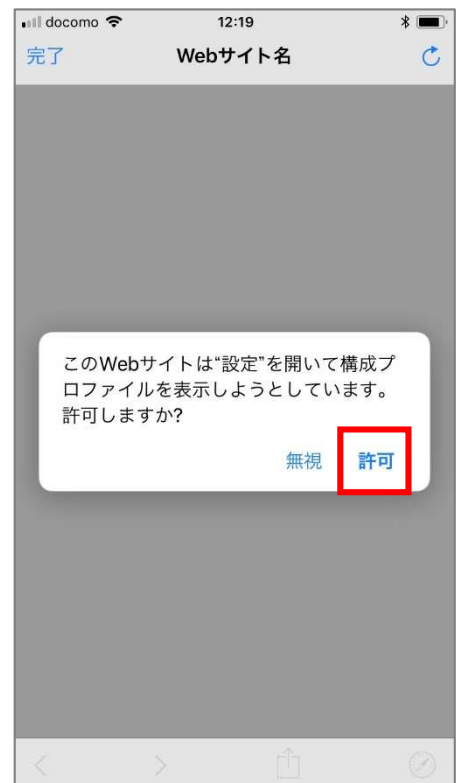 docomo 12:19
完了 Webサイト名
このWebサイトは“設定”を開いて構成プ
ロファイルを表示しようとしています。
許可しますか?
無視 許可